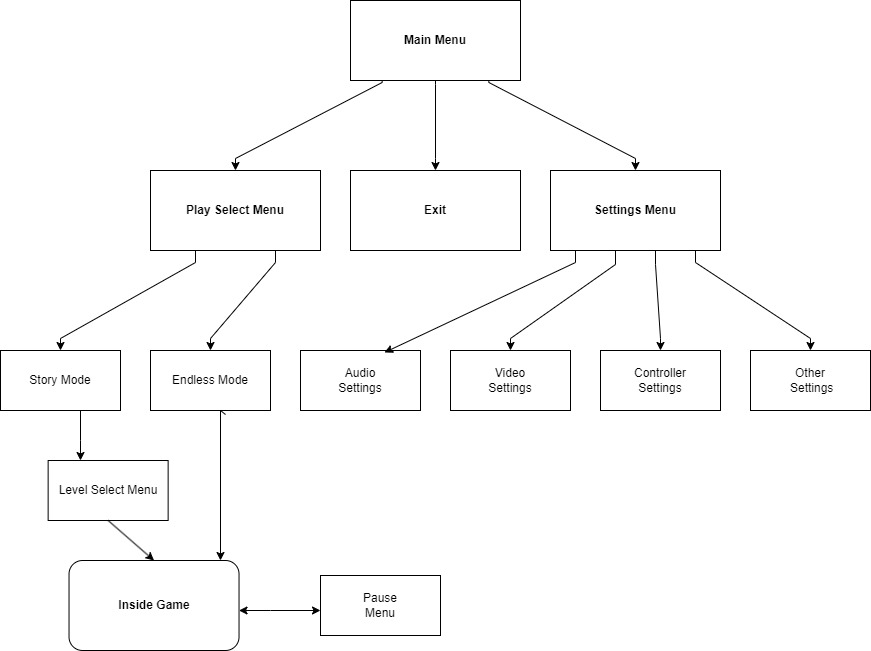 Main Menu
Play Select Menu
Exit
Settings Menu
Story Mode
Endless Mode
Audio
Settings
Video
Settings
Controller
Settings
Other
Settings
Level Select Menu
Inside Game
Pause
Menu